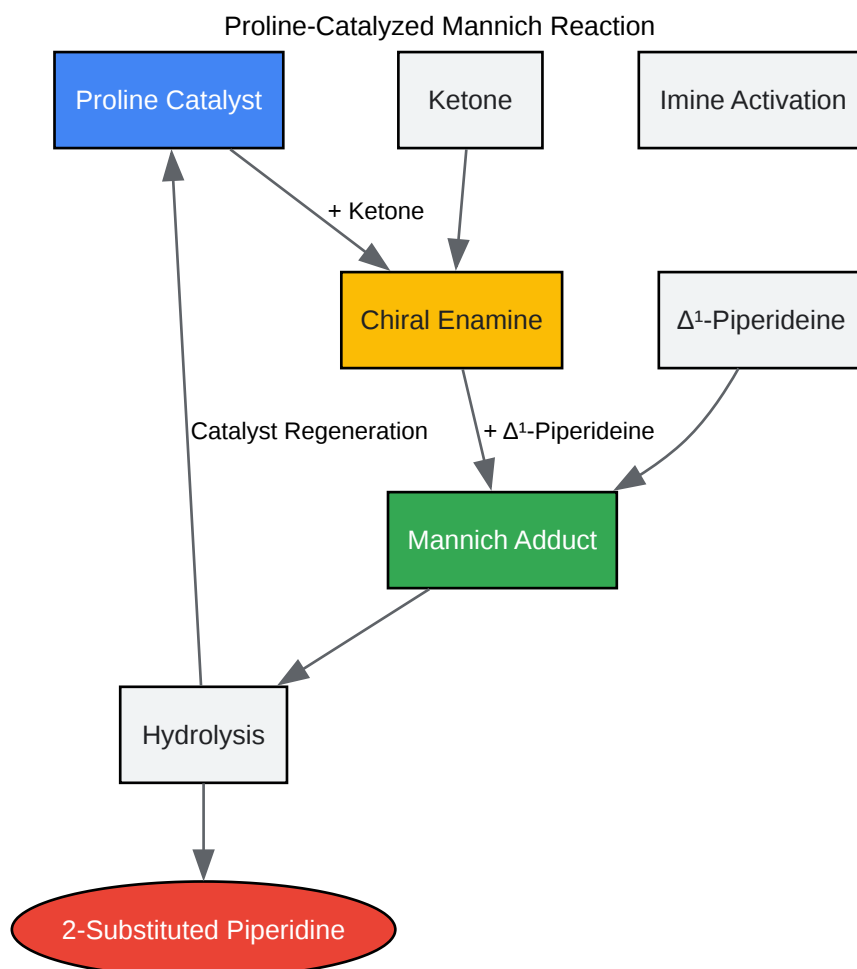 Proline-Catalyzed Mannich Reaction
Proline Catalyst
Ketone
Imine Activation
+ Ketone
Chiral Enamine
Δ¹-Piperideine
Catalyst Regeneration
+ Δ¹-Piperideine
Mannich Adduct
Hydrolysis
2-Substituted Piperidine